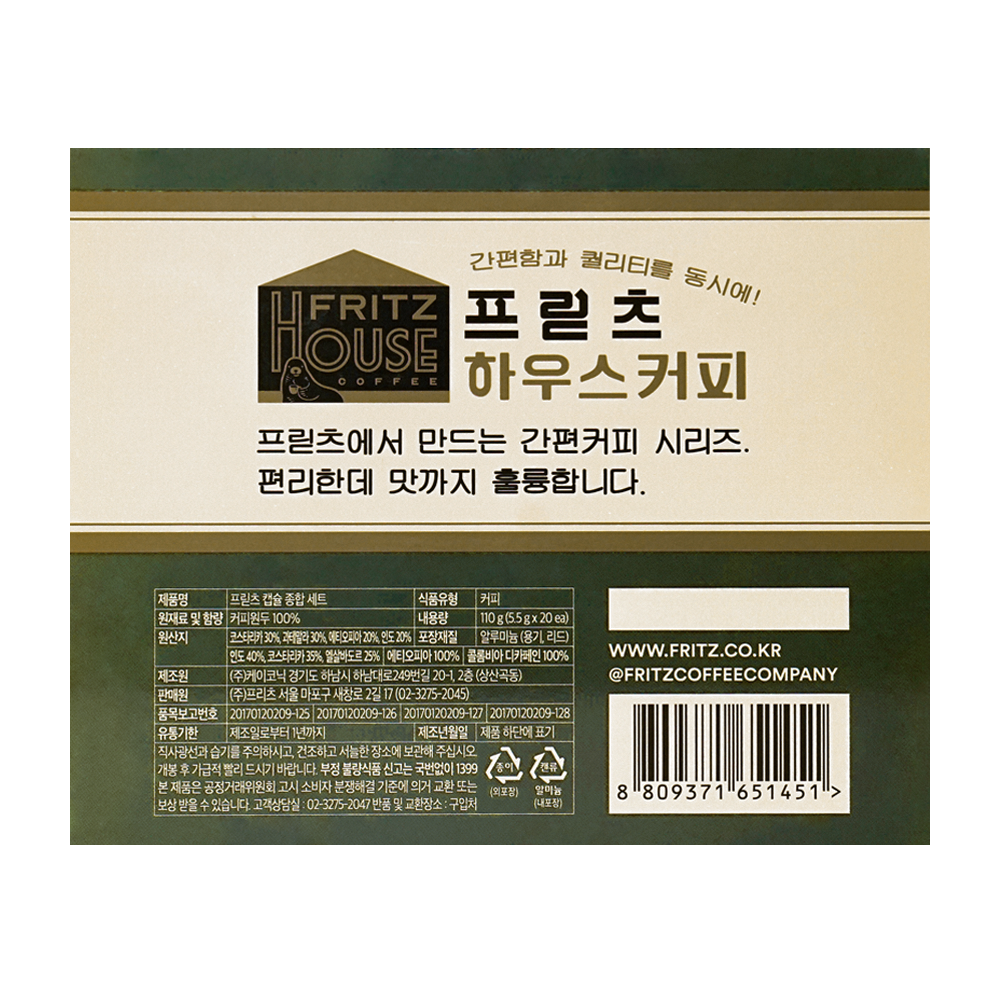 간편함과 퀄리티를 동시에!
FRITZ
HOUSE
COFFEE
프릳츠
하우스커피
프릳츠에서 만드는 간편커피 시리즈.
편리한데 맛까지 훌륭합니다.
제품명 프릳츠 캡슐 종합 세트 식품유형 커피
원재료 및 함량 커피원두 100% 내용량 110 g (5.5 g x 20 ea)
원산지 코스타리카 30%, 과테말라 30%, 에티오피아 20%, 인도 20% 포장재질 알루미늄 (용기, 리드)
인도 40%, 코스타리카 35%, 엘살바도르 25% 에티오피아 100% 콜롬비아 디카페인 100%
제조원 (주)케이코닉 경기도 하남시 하남대로249번길 20-1, 2층 (상산곡동)
판매원 (주)프리츠 서울 마포구 새창로 2길 17 (02-3275-2045)
품목보고번호 20170120209-125 20170120209-126 20170120209-127 20170120209-128
유통기한 제조일로부터 1년까지 제조년월일 제품 하단에 표기
직사광선과 습기를 주의하시고, 건조하고 서늘한 장소에 보관해 주십시오.
개봉 후 가급적 빨리 드시기 바랍니다. 부정 불량식품 신고는 국번없이 1399
본 제품은 공정거래위원회 고시 소비자 분쟁해결 기준에 의거 교환 또는
보상 받을 수 있습니다. 고객상담실 : 02-3275-2047 반품 및 교환장소 : 구입처
종이
(외포장)
캔류
알미늄
(내포장)
WWW.FRITZ.CO.KR
@FRITZCOFFEECOMPANY
8 809371 651451 >